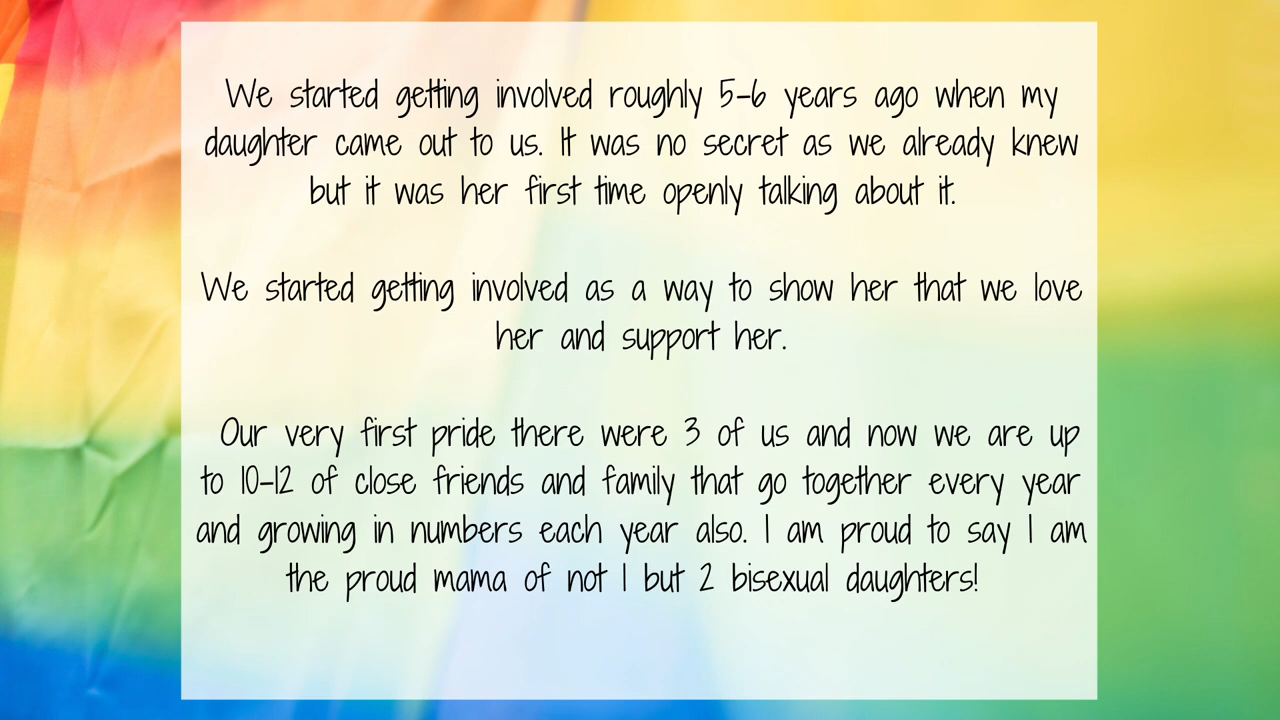 We started getting involved roughly 5-6 years ago when my
daughter came out to us. It was no secret as we already knew
but it was her first time openly talking about it.
We started getting involved as a way to show her that we love
her and support her.
Our very first pride there were 3 of us and now we are up
to 10-12 of close friends and family that go together every year
and growing in numbers each year also. I am proud to say I am
the proud mama of not 1 but 2 bisexual daughters!